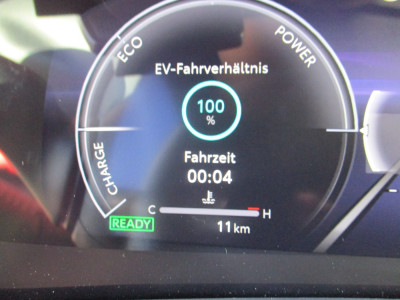 ECO
POWER
EV-Fahrverhältnis
100
%
Fahrzeit
00:04
CHARGE
C H
READY 11 km